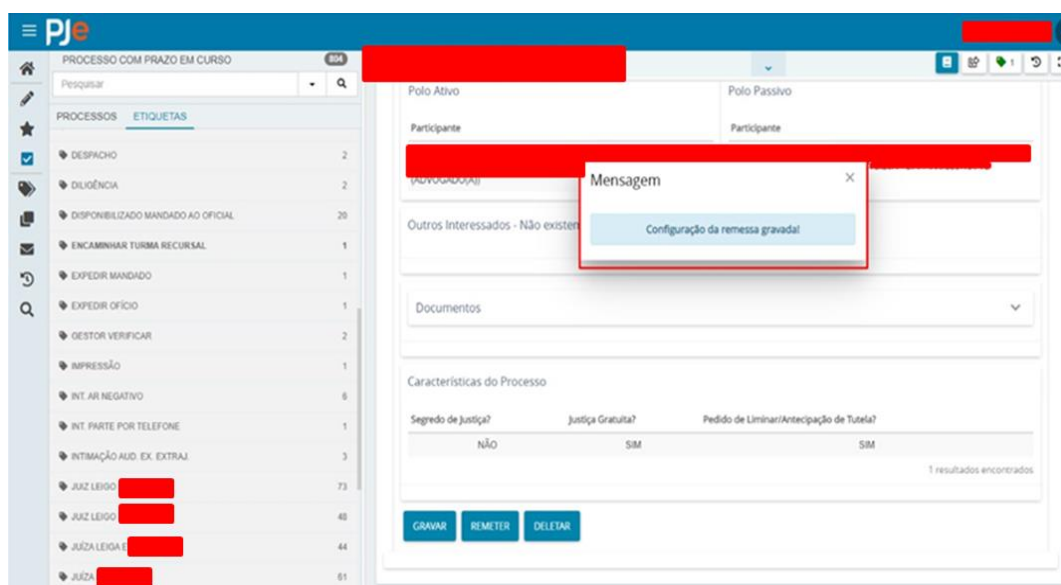 PJe
PROCESSO COM PRAZO EM CURSO 804
Pesquisar
PROCESSOS ETIQUETAS
DESPACHO 2
DILIGÊNCIA 2
DISPONIBILIZADO MANDADO AO OFICIAL 20
ENCAMINHAR TURMA RECURSAL 1
EXPEDIR MANDADO 1
EXPEDIR OFÍCIO 1
GESTOR VERIFICAR 2
IMPRESSÃO 1
INT. AR NEGATIVO 6
INT. PARTE POR TELEFONE 1
INTIMAÇÃO AUD. EX. EXTRAJ. 3
JUIZ LEIGO 73
JUIZ LEIGO 48
JUÍZA LEIGA E 44
JUÍZA 61
1
Polo Ativo Polo Passivo
Participante Participante
(ADVOGADO(A))
Mensagem
Configuração da remessa gravada!
Outros Interessados - Não existem
Documentos
Características do Processo
Segredo de Justiça? Justiça Gratuita? Pedido de Liminar/Antecipação de Tutela?
NÃO SIM SIM
1 resultados encontrados
GRAVAR REMETER DELETAR